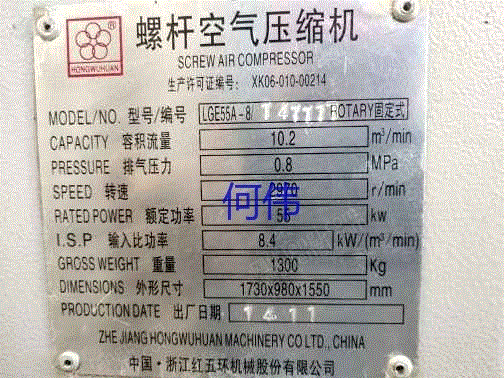 HONGWUHUAN ®
螺杆空气压缩机
SCREW AIR COMPRESSOR
生产许可证编号: XK06-010-00214
MODEL/NO. 型号/编号 LGE55A-8/ 14777 ROTARY固定式
CAPACITY 容积流量 10.2 m³/min
PRESSURE 排气压力 0.8 MPa
SPEED 转速 2970 r/min
何伟
RATED POWER 额定功率 55 kw
I.S.P 输入比功率 8.4 kW/(m³/min)
GROSS WEIGHT 重量 1300 Kg
DIMENSIONS 外形尺寸 1730x980x1550 mm
PRODUCTION DATE 出厂日期 14.11
ZHE JIANG HONGWUHUAN MACHINERY CO LTD., CHINA
中国·浙江红五环机械股份有限公司